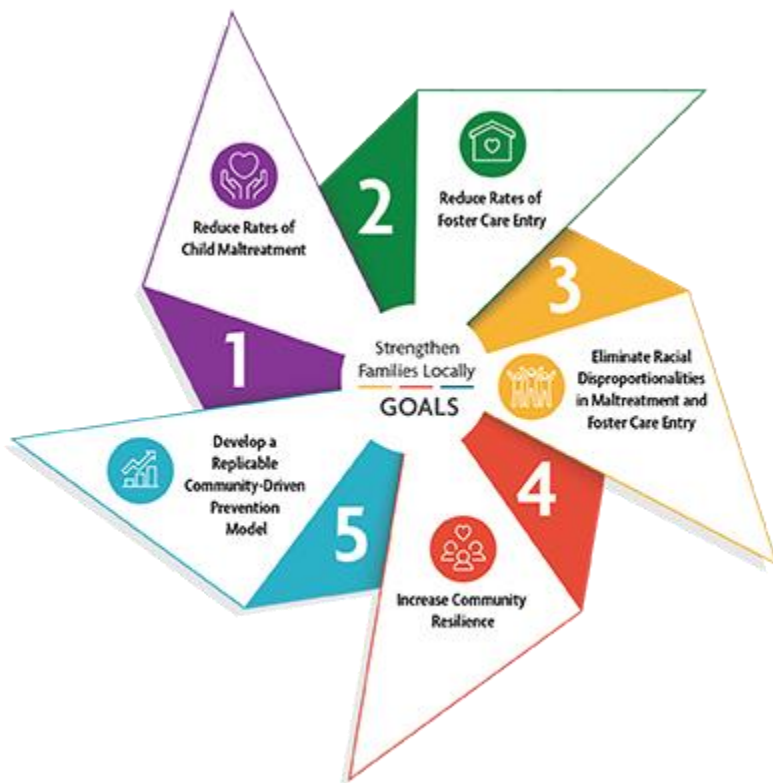 Strengthen
Families Locally
GOALS
1
Reduce Rates of
Child Maltreatment
2
Reduce Rates of
Foster Care Entry
3
Eliminate Racial
Disproportionalities
in Maltreatment and
Foster Care Entry
4
Increase Community
Resilience
5
Develop a
Replicable
Community-Driven
Prevention
Model